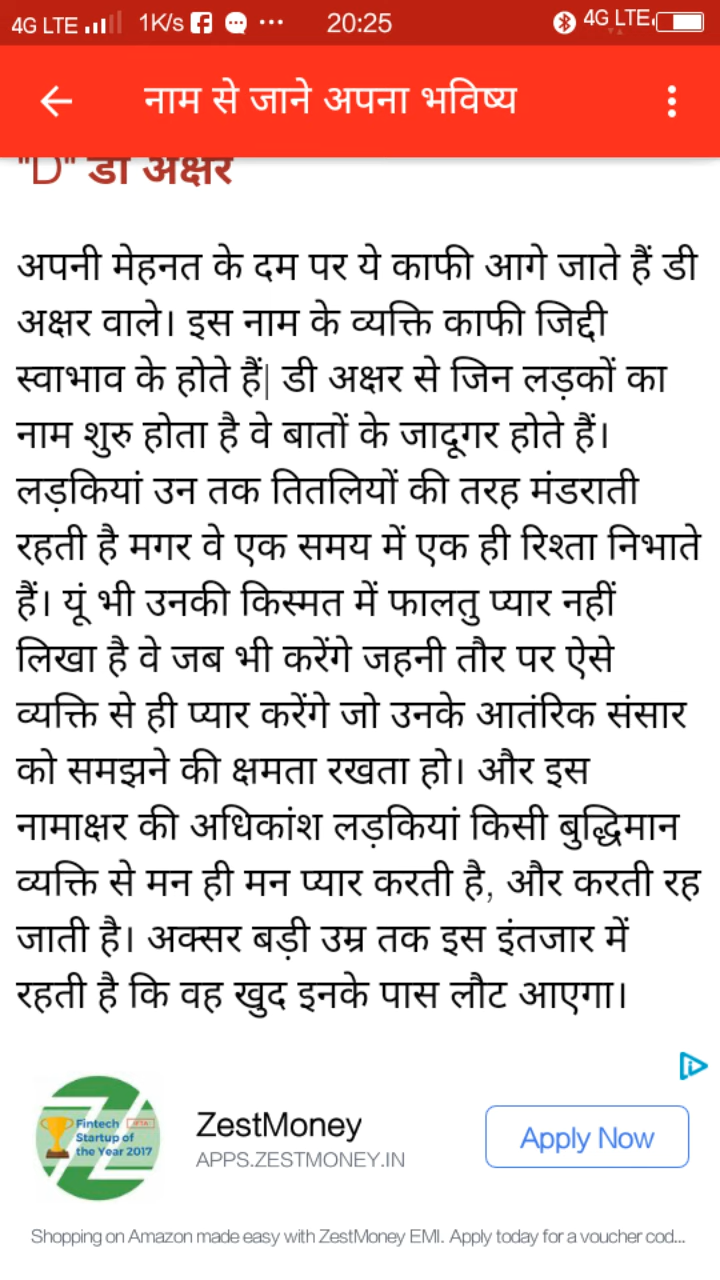 4G LTE 1K/s ... 20:25 4G LTE
नाम से जाने अपना भविष्य
"D" डी अक्षर
अपनी मेहनत के दम पर ये काफी आगे जाते हैं डी
अक्षर वाले। इस नाम के व्यक्ति काफी जिद्दी
स्वाभाव के होते हैं| डी अक्षर से जिन लड़कों का
नाम शुरु होता है वे बातों के जादूगर होते हैं।
लड़कियां उन तक तितलियों की तरह मंडराती
रहती है मगर वे एक समय में एक ही रिश्ता निभाते
हैं। यूं भी उनकी किस्मत में फालतु प्यार नहीं
लिखा है वे जब भी करेंगे जहनी तौर पर ऐसे
व्यक्ति से ही प्यार करेंगे जो उनके आतंरिक संसार
को समझने की क्षमता रखता हो। और इस
नामाक्षर की अधिकांश लड़कियां किसी बुद्धिमान
व्यक्ति से मन ही मन प्यार करती है, और करती रह
जाती है। अक्सर बड़ी उम्र तक इस इंतजार में
रहती है कि वह खुद इनके पास लौट आएगा।
Fintech IFTA
Startup of
the Year 2017
ZestMoney
APPS.ZESTMONEY.IN
Apply Now
Shopping on Amazon made easy with ZestMoney EMI. Apply today for a voucher cod...